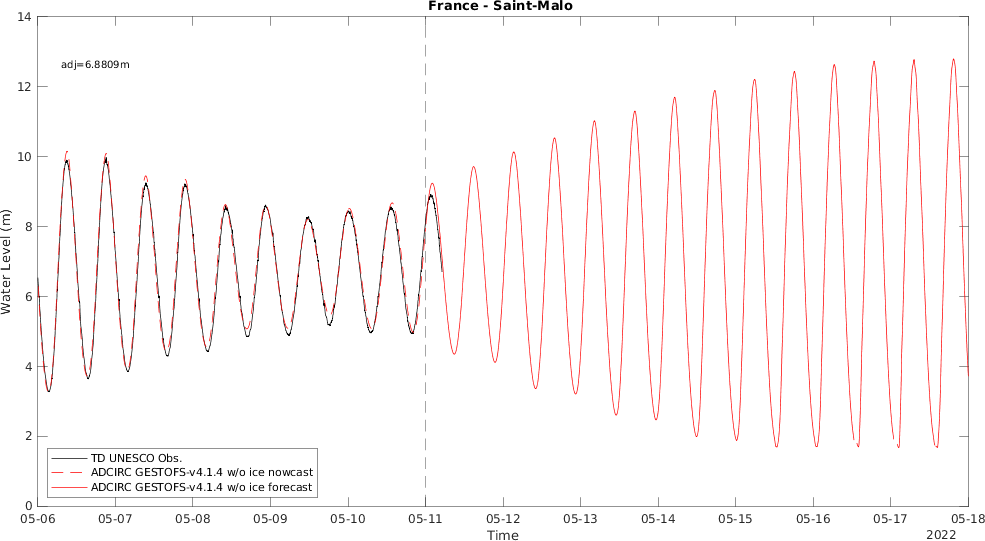 France - Saint-Malo
adj=6.8809m
Water Level (m)
14
12
10
8
6
4
2
0
TD UNESCO Obs.
ADCIRC GESTOFS-v4.1.4 w/o ice nowcast
ADCIRC GESTOFS-v4.1.4 w/o ice forecast
05-06 05-07 05-08 05-09 05-10 05-11 05-12 05-13 05-14 05-15 05-16 05-17 05-18
Time
2022